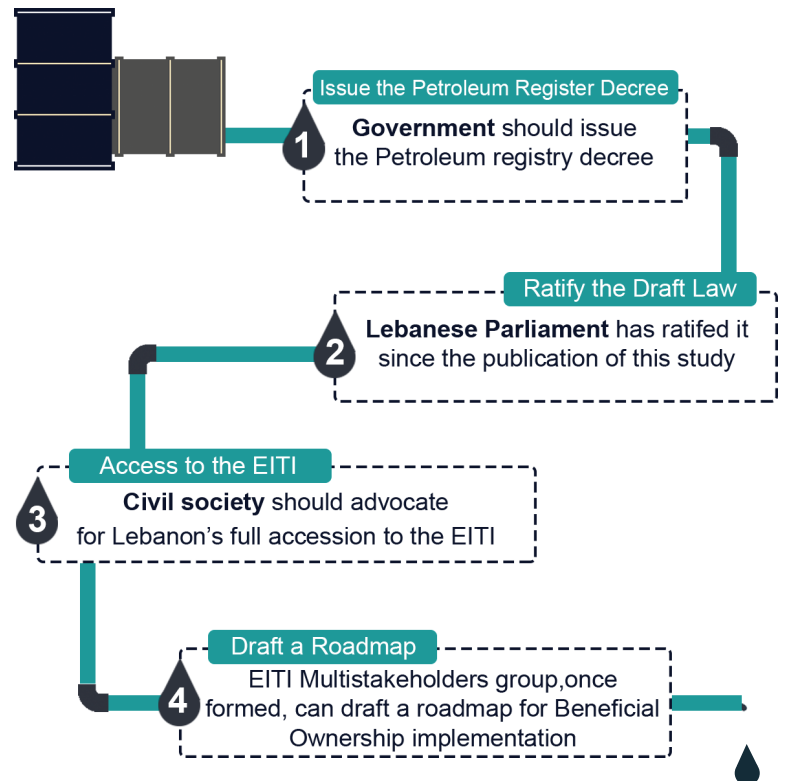 Issue the Petroleum Register Decree
1
Government should issue
the Petroleum registry decree
Ratify the Draft Law
2
Lebanese Parliament has ratifed it
since the publication of this study
Access to the EITI
3
Civil society should advocate
for Lebanon’s full accession to the EITI
Draft a Roadmap
4
EITI Multistakeholders group,once
formed, can draft a roadmap for Beneficial
Ownership implementation